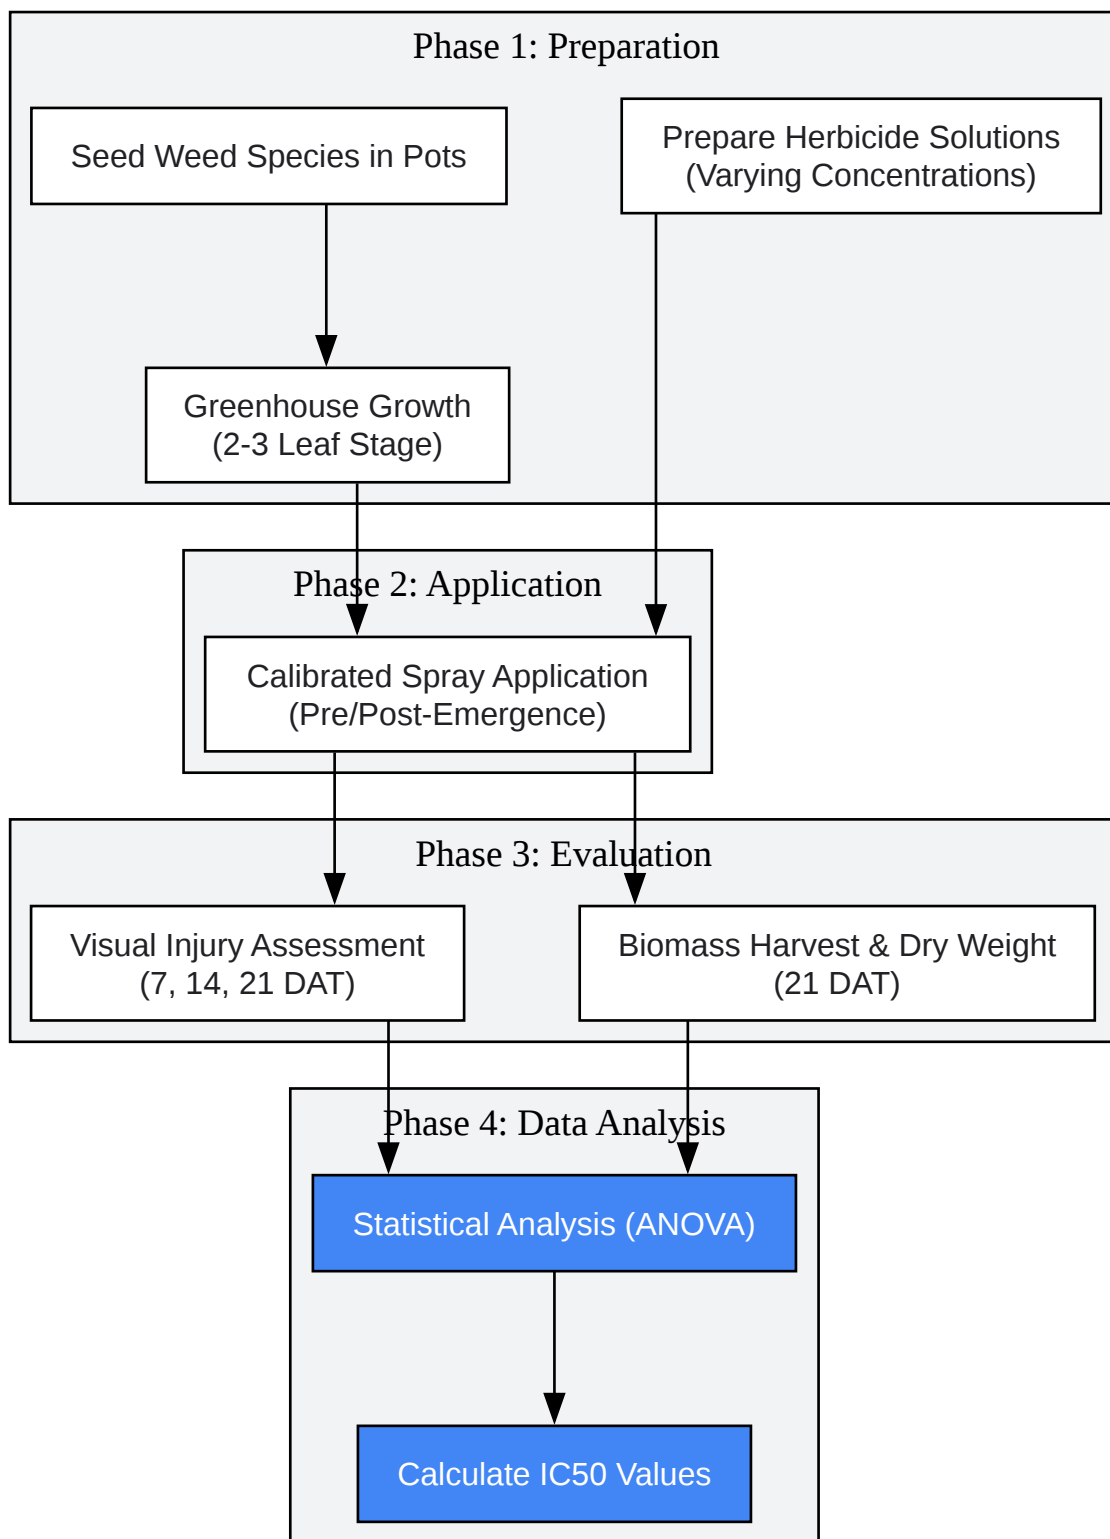 Phase 1: Preparation
Seed Weed Species in Pots
Prepare Herbicide Solutions
(Varying Concentrations)
Greenhouse Growth
(2-3 Leaf Stage)
Phase 2: Application
Calibrated Spray Application
(Pre/Post-Emergence)
Phase 3: Evaluation
Visual Injury Assessment
(7, 14, 21 DAT)
Biomass Harvest & Dry Weight
(21 DAT)
Phase 4: Data Analysis
Statistical Analysis (ANOVA)
Calculate IC50 Values